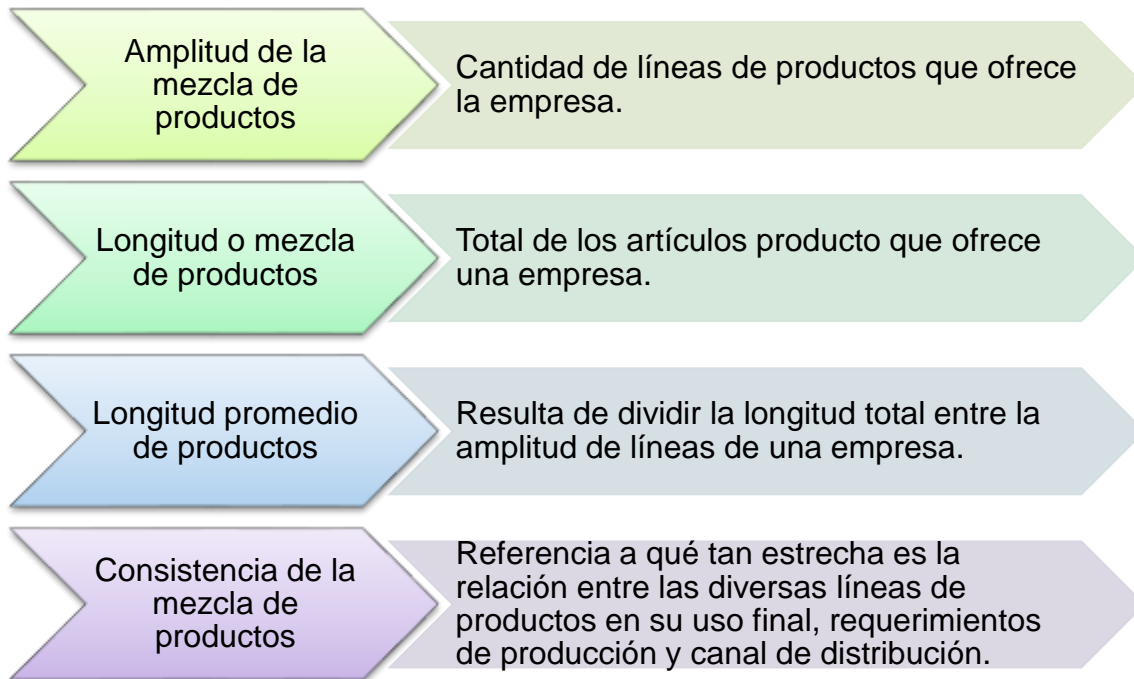 Amplitud de la
mezcla de
productos
Cantidad de líneas de productos que ofrece
la empresa.
Longitud o mezcla
de productos
Total de los artículos producto que ofrece
una empresa.
Longitud promedio
de productos
Resulta de dividir la longitud total entre la
amplitud de líneas de una empresa.
Consistencia de la
mezcla de
productos
Referencia a qué tan estrecha es la
relación entre las diversas líneas de
productos en su uso final, requerimientos
de producción y canal de distribución.